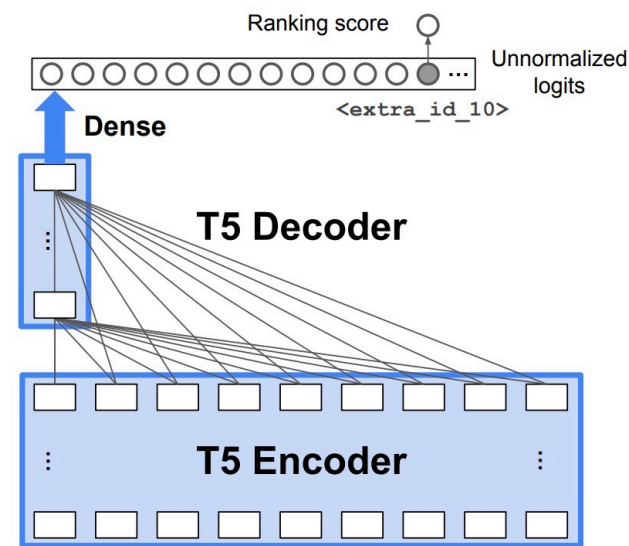 Ranking score
Unnormalized
logits
<extra_id_10>
Dense
T5 Decoder
T5 Encoder